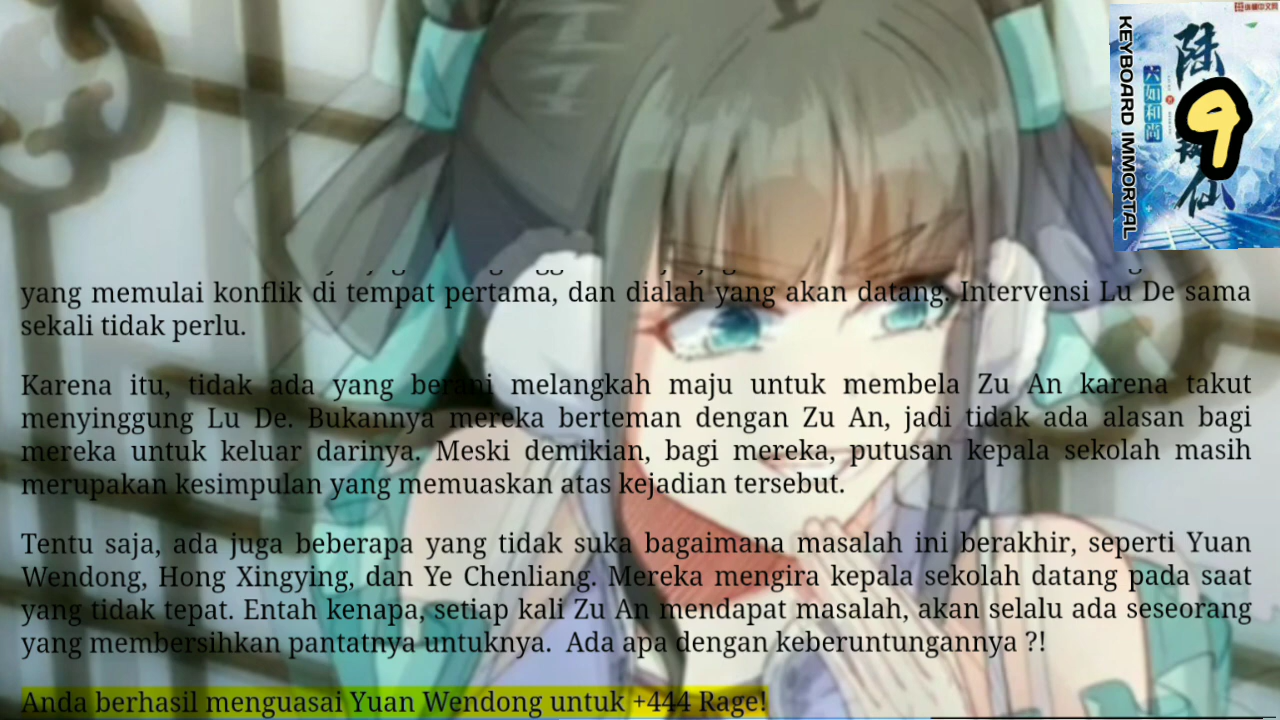 yang memulai konflik di tempat pertama, dan dialah yang akan datang. Intervensi Lu De sama
sekali tidak perlu.
Karena itu, tidak ada yang berani melangkah maju untuk membela Zu An karena takut
menyinggung Lu De. Bukannya mereka berteman dengan Zu An, jadi tidak ada alasan bagi
mereka untuk keluar darinya. Meski demikian, bagi mereka, putusan kepala sekolah masih
merupakan kesimpulan yang memuaskan atas kejadian tersebut.
Tentu saja, ada juga beberapa yang tidak suka bagaimana masalah ini berakhir, seperti Yuan
Wendong, Hong Xingying, dan Ye Chenliang. Mereka mengira kepala sekolah datang pada saat
yang tidak tepat. Entah kenapa, setiap kali Zu An mendapat masalah, akan selalu ada seseorang
yang membersihkan pantatnya untuknya.  Ada apa dengan keberuntungannya ?!
Anda berhasil menguasai Yuan Wendong untuk +444 Rage!
KEYBOARD IMMORTAL
六如和尚
陆
仙
9